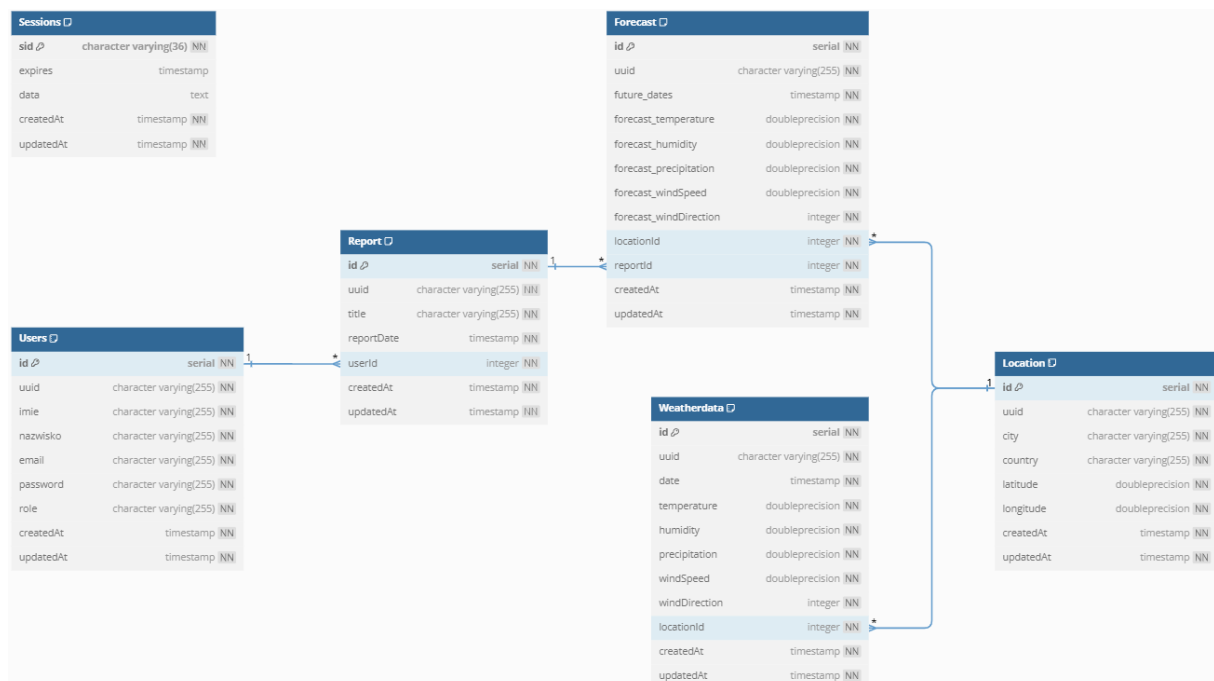 Sessions
sid character varying(36) NN
expires timestamp
data text
createdAt timestamp NN
updatedAt timestamp NN
Forecast
id serial NN
uuid character varying(255) NN
future_dates timestamp NN
forecast_temperature doubleprecision NN
forecast_humidity doubleprecision NN
forecast_precipitation doubleprecision NN
forecast_windSpeed doubleprecision NN
forecast_windDirection integer NN
locationId integer NN *
* reportId integer NN
createdAt timestamp NN
updatedAt timestamp NN
Report
id serial NN 1
uuid character varying(255) NN
title character varying(255) NN
reportDate timestamp NN
* userId integer NN
createdAt timestamp NN
updatedAt timestamp NN
Users
id serial NN 1
uuid character varying(255) NN
imie character varying(255) NN
nazwisko character varying(255) NN
email character varying(255) NN
password character varying(255) NN
role character varying(255) NN
createdAt timestamp NN
updatedAt timestamp NN
Weatherdata
id serial NN
uuid character varying(255) NN
date timestamp NN
temperature doubleprecision NN
humidity doubleprecision NN
precipitation doubleprecision NN
windSpeed doubleprecision NN
windDirection integer NN
locationId integer NN *
createdAt timestamp NN
updatedAt timestamp NN
Location
1 id serial NN
uuid character varying(255) NN
city character varying(255) NN
country character varying(255) NN
latitude doubleprecision NN
longitude doubleprecision NN
createdAt timestamp NN
updatedAt timestamp NN